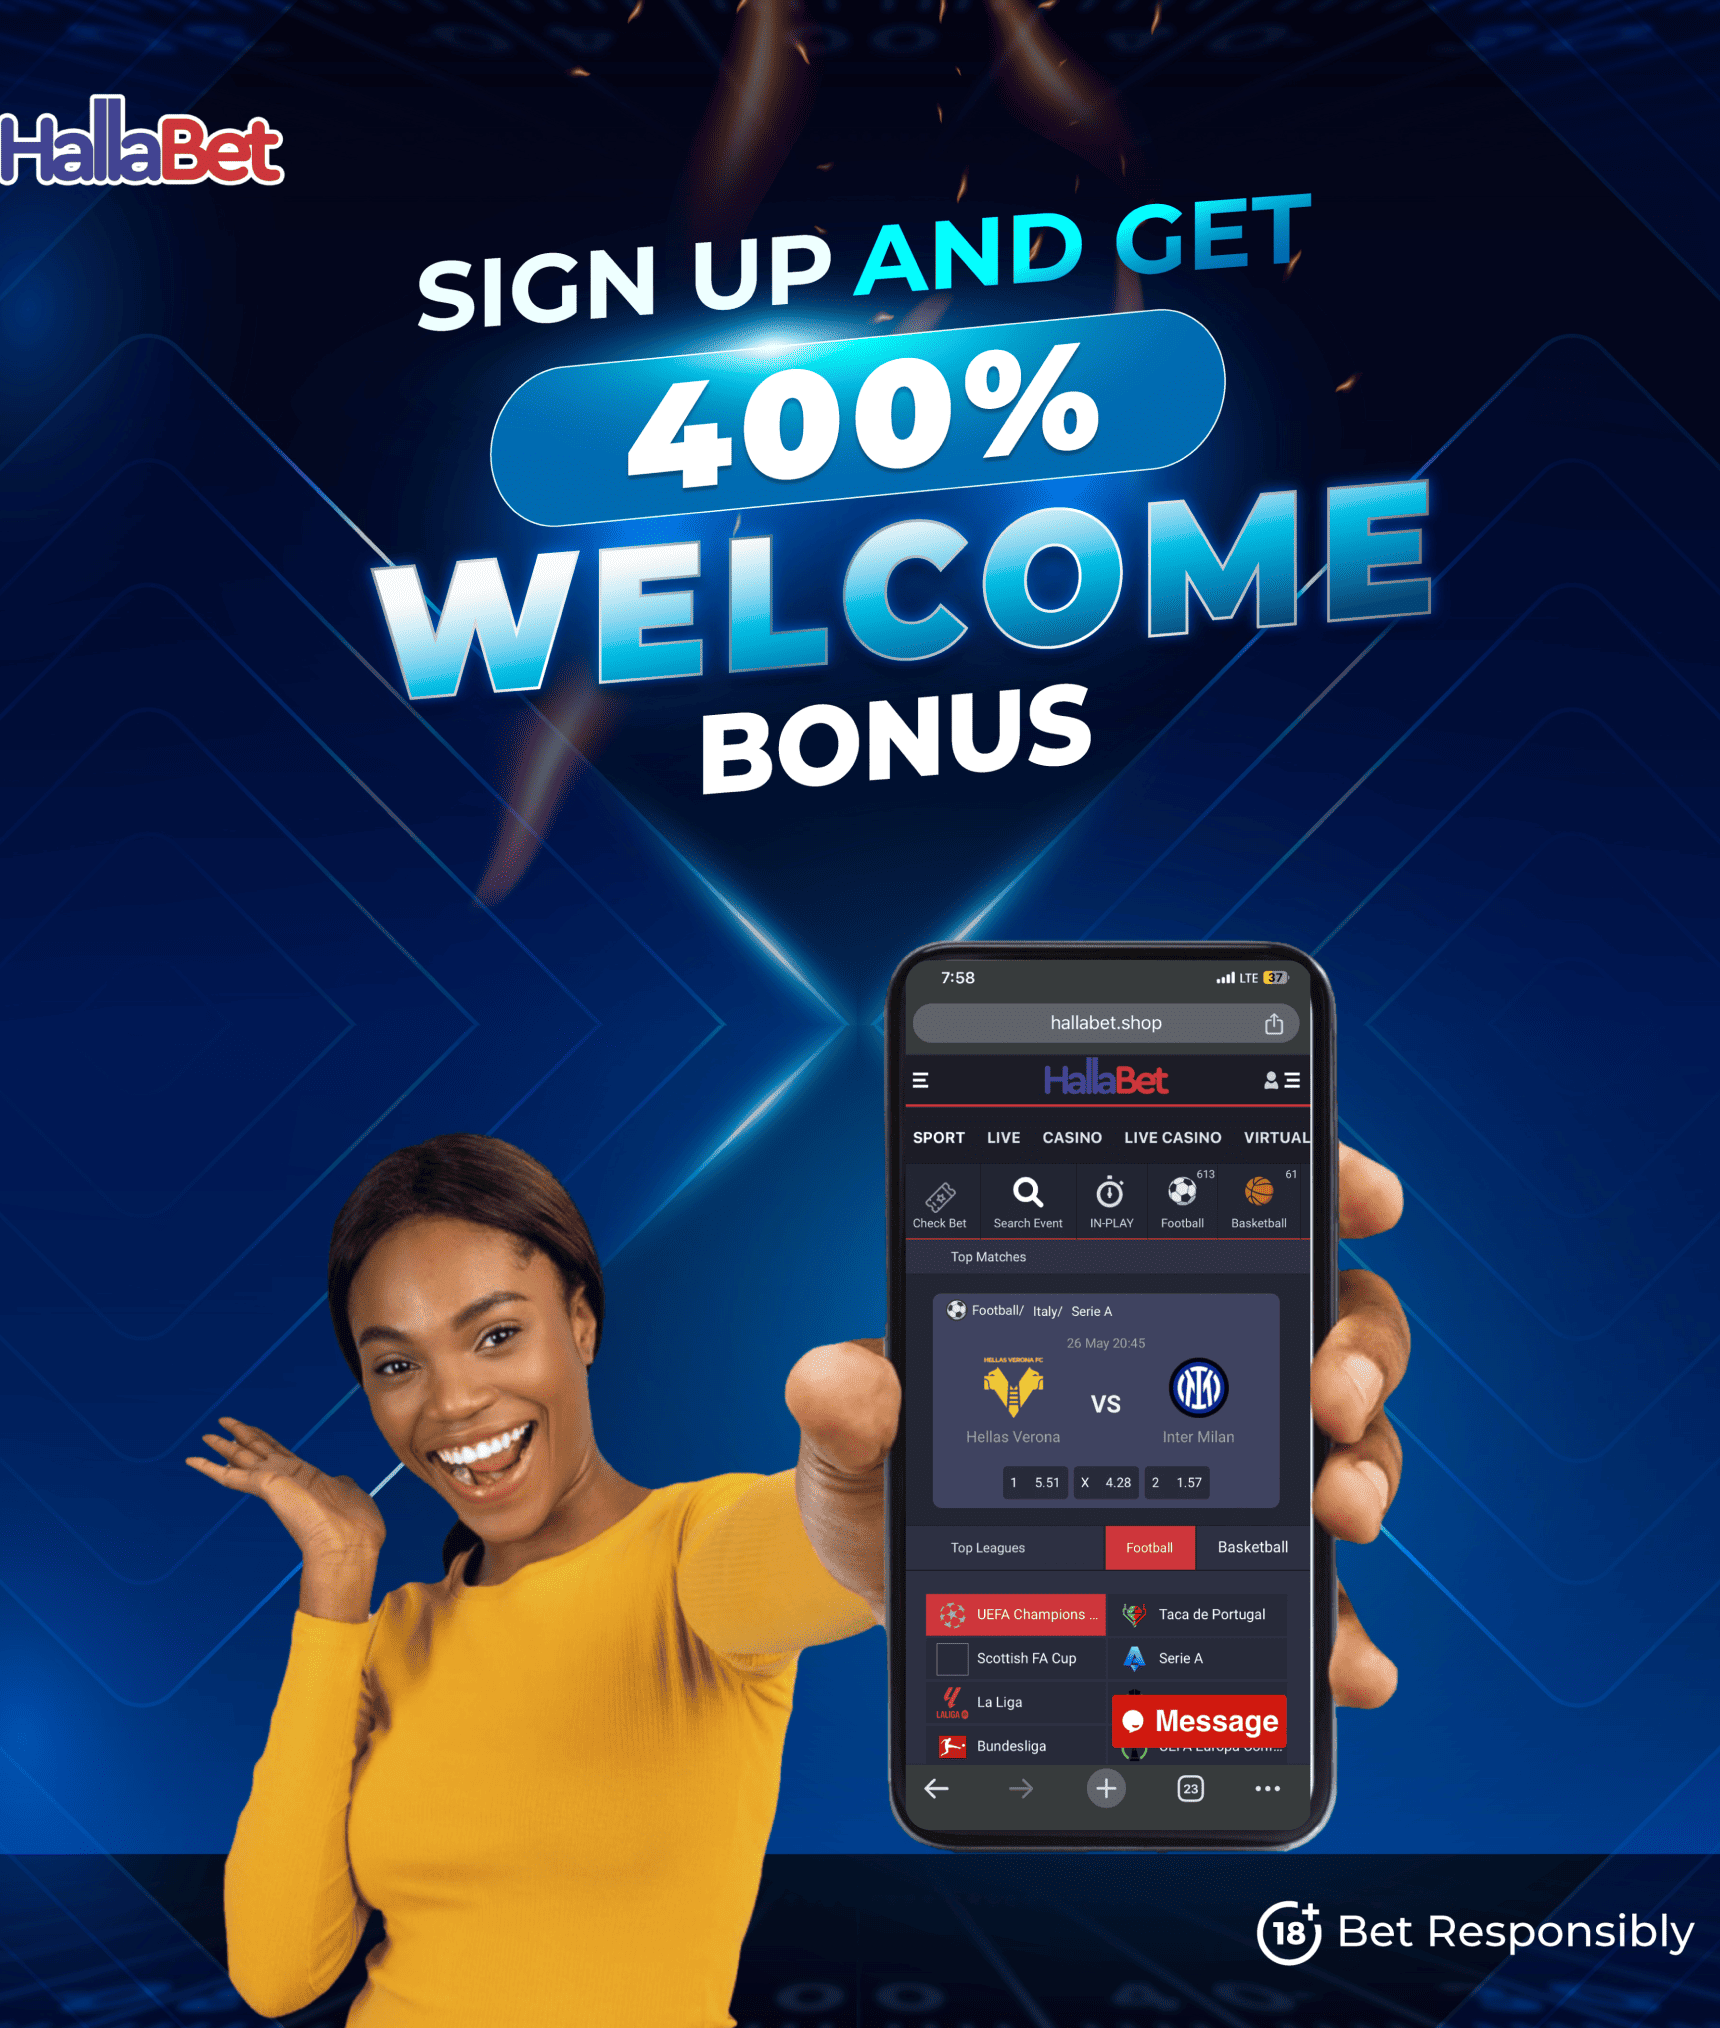 HallaBet
SIGN UP AND GET
400%
WELCOME
BONUS
7:58
LTE 37
hallabet.shop
HallaBet
SPORT LIVE CASINO LIVE CASINO VIRTUAL
613 61
Check Bet Search Event IN-PLAY Football Basketball
Top Matches
Football/ Italy/ Serie A
26 May 20:45
HELLAS VERONA FC
VS
Hellas Verona Inter Milan
1 5.51 X 4.28 2 1.57
Top Leagues Football Basketball
UEFA Champions ... Taca de Portugal
Scottish FA Cup Serie A
La Liga
LALIGA
Message
Bundesliga
23
18+ Bet Responsibly